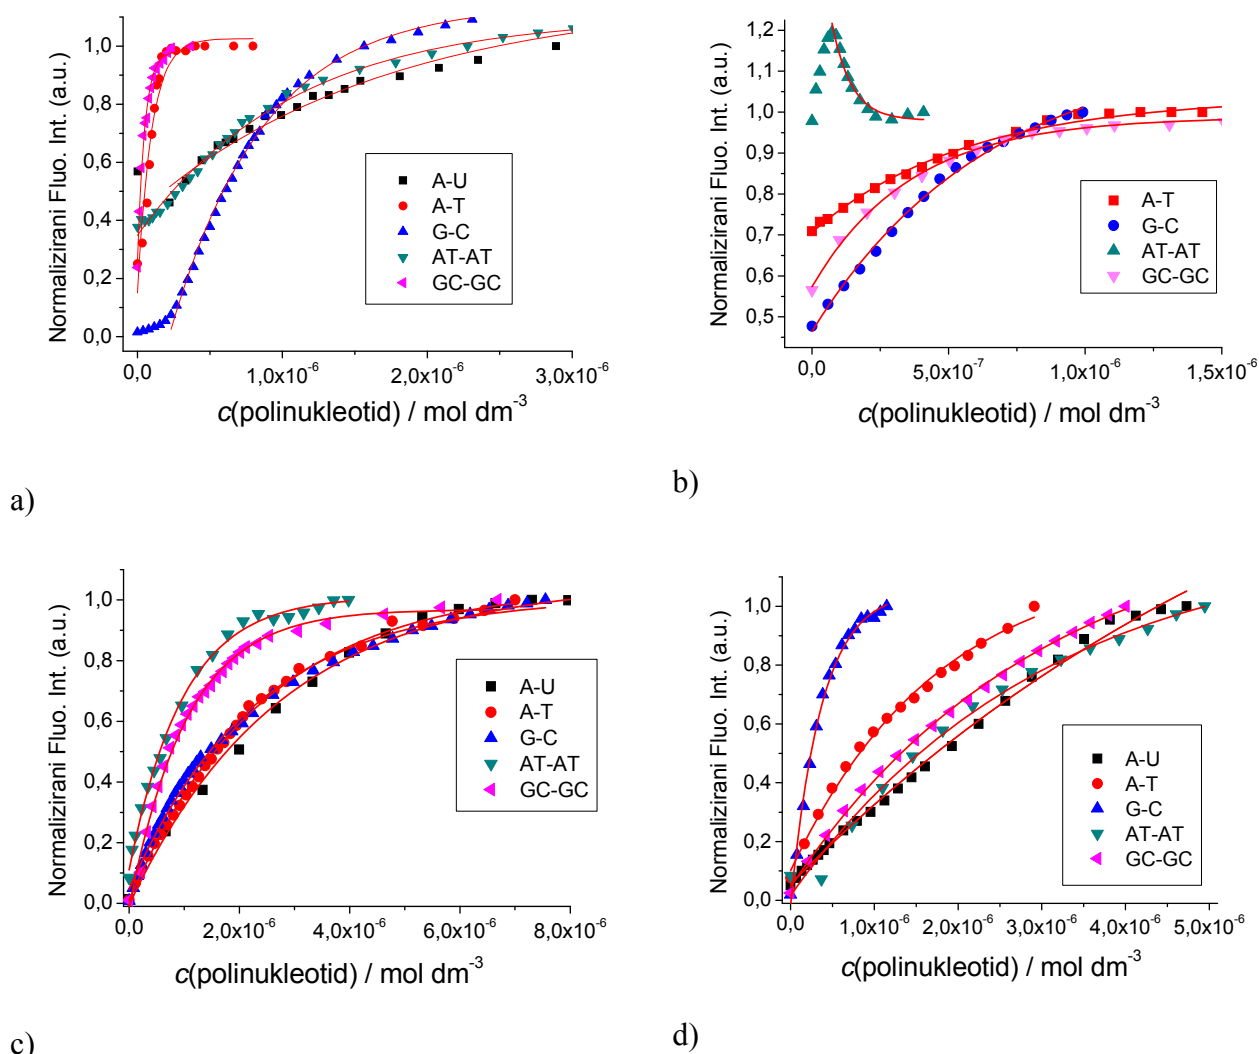 Normalizirani Fluo. Int. (a.u.)
1,0
0,8
0,6
0,4
0,2
0,0
A-U
A-T
G-C
AT-AT
GC-GC
0,0 1,0x10⁻⁶ 2,0x10⁻⁶ 3,0x10⁻⁶
c(polinukleotid) / mol dm⁻³
a)
Normalizirani Fluo. Int. (a.u.)
1,2
1,1
1,0
0,9
0,8
0,7
0,6
0,5
A-T
G-C
AT-AT
GC-GC
0,0 5,0x10⁻⁷ 1,0x10⁻⁶ 1,5x10⁻⁶
c(polinukleotid) / mol dm⁻³
b)
Normalizirani Fluo. Int. (a.u.)
1,0
0,8
0,6
0,4
0,2
0,0
A-U
A-T
G-C
AT-AT
GC-GC
0,0 2,0x10⁻⁶ 4,0x10⁻⁶ 6,0x10⁻⁶ 8,0x10⁻⁶
c(polinukleotid) / mol dm⁻³
c)
Normalizirani Fluo. Int. (a.u.)
1,0
0,8
0,6
0,4
0,2
0,0
A-U
A-T
G-C
AT-AT
GC-GC
0,0 1,0x10⁻⁶ 2,0x10⁻⁶ 3,0x10⁻⁶ 4,0x10⁻⁶ 5,0x10⁻⁶
c(polinukleotid) / mol dm⁻³
d)